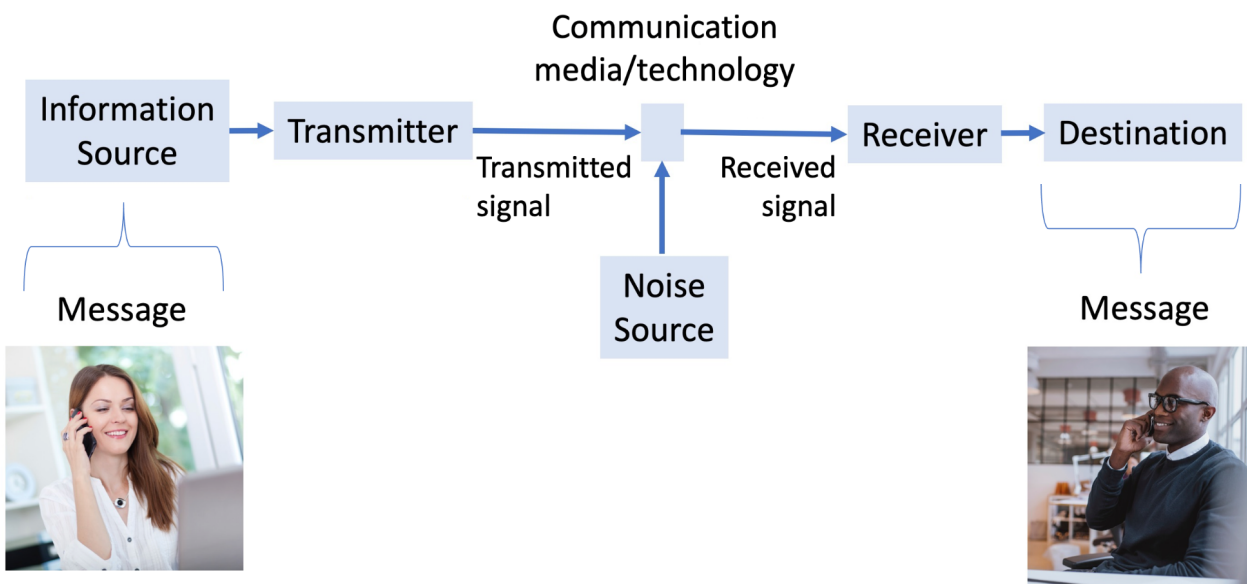 Communication
media/technology
Information
Source
Transmitter
Receiver
Destination
Transmitted
signal
Received
signal
Noise
Source
Message
Message